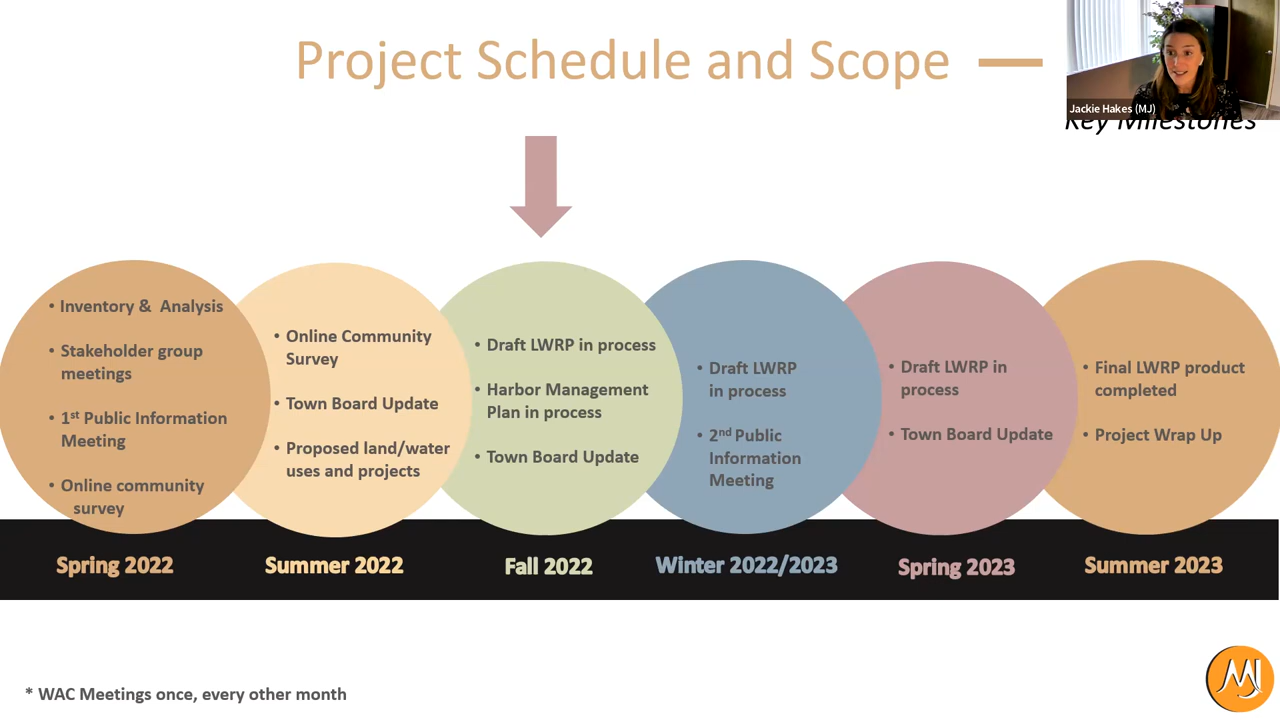 Project Schedule and Scope —
Jackie Hakes (MJ)
Key Milestones
• Inventory & Analysis
• Stakeholder group
meetings
• 1st Public Information
Meeting
• Online community
survey
• Online Community
Survey
• Town Board Update
• Proposed land/water
uses and projects
• Draft LWRP in process
• Harbor Management
Plan in process
• Town Board Update
• Draft LWRP
in process
• 2nd Public
Information
Meeting
• Draft LWRP in
process
• Town Board Update
• Final LWRP product
completed
• Project Wrap Up
Spring 2022
Summer 2022
Fall 2022
Winter 2022/2023
Spring 2023
Summer 2023
* WAC Meetings once, every other month
MJ